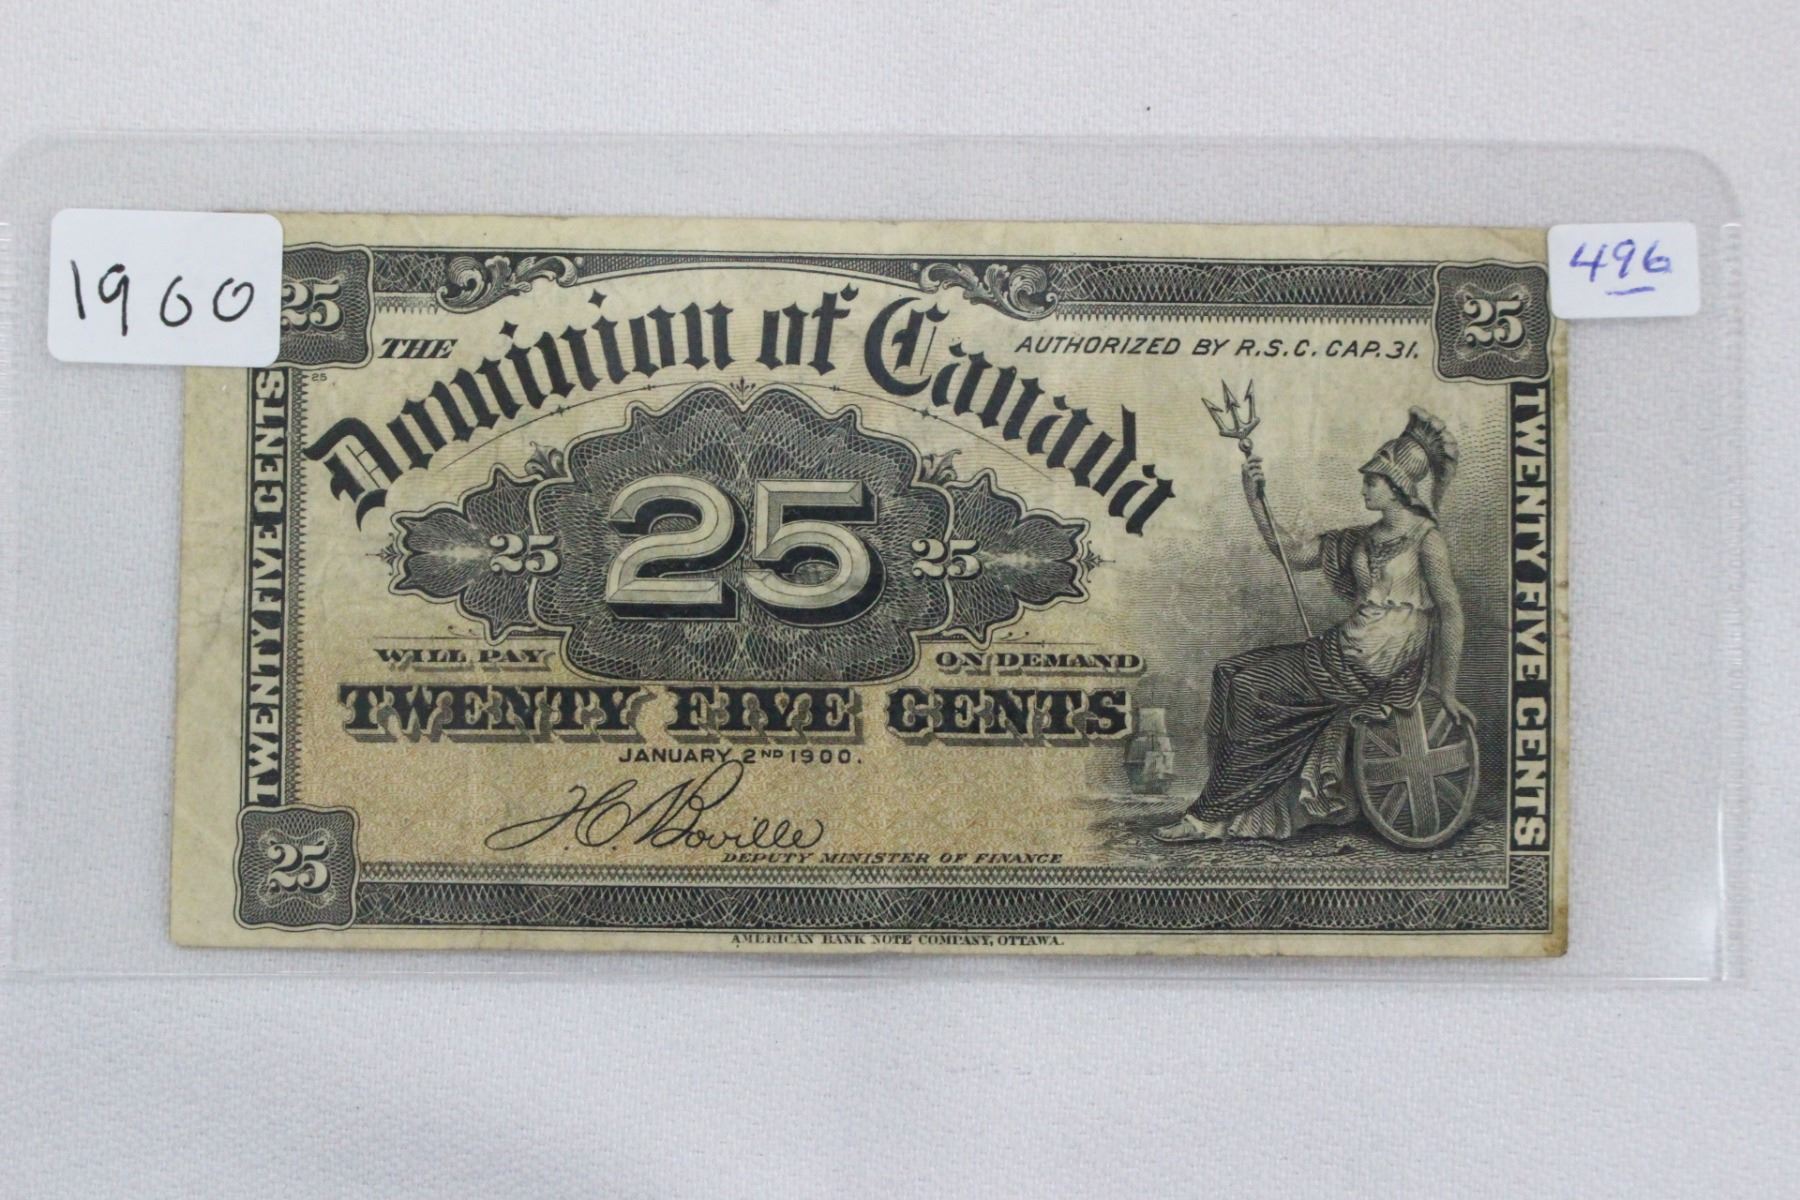 1900
496
25
25
THE
Dominion of Canada
AUTHORIZED BY R.S.C. CAP. 31.
25
25
25
25
WILL PAY
ON DEMAND
TWENTY FIVE CENTS
JANUARY 2ND 1900.
H.C. Boville
DEPUTY MINISTER OF FINANCE
TWENTY FIVE CENTS
TWENTY FIVE CENTS
25
AMERICAN BANK NOTE COMPANY, OTTAWA.